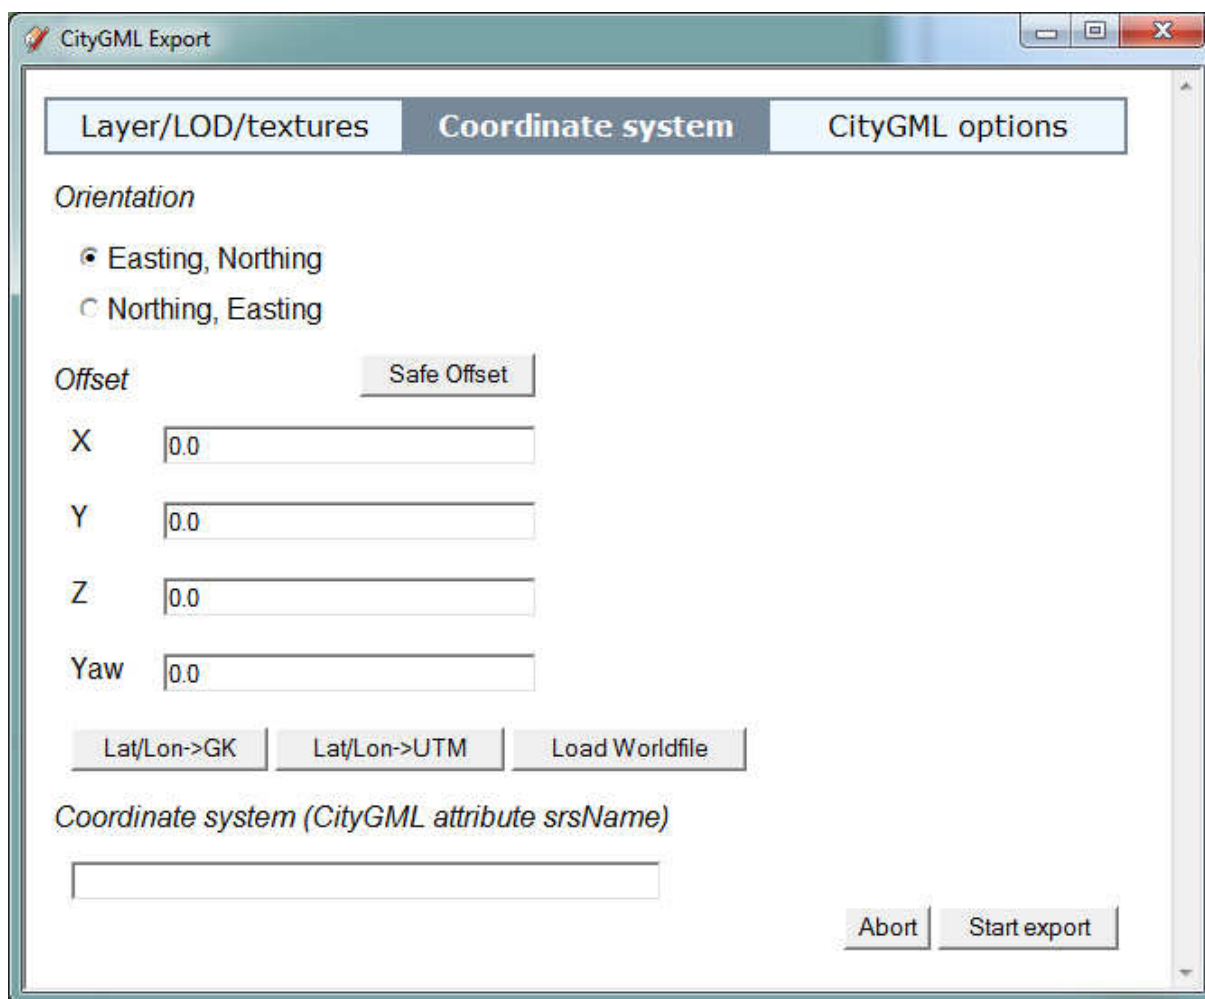 CityGML Export
Layer/LOD/textures Coordinate system CityGML options
Orientation
Easting, Northing
Northing, Easting
Offset Safe Offset
X 0.0
Y 0.0
Z 0.0
Yaw 0.0
Lat/Lon->GK Lat/Lon->UTM Load Worldfile
Coordinate system (CityGML attribute srsName)
Abort Start export